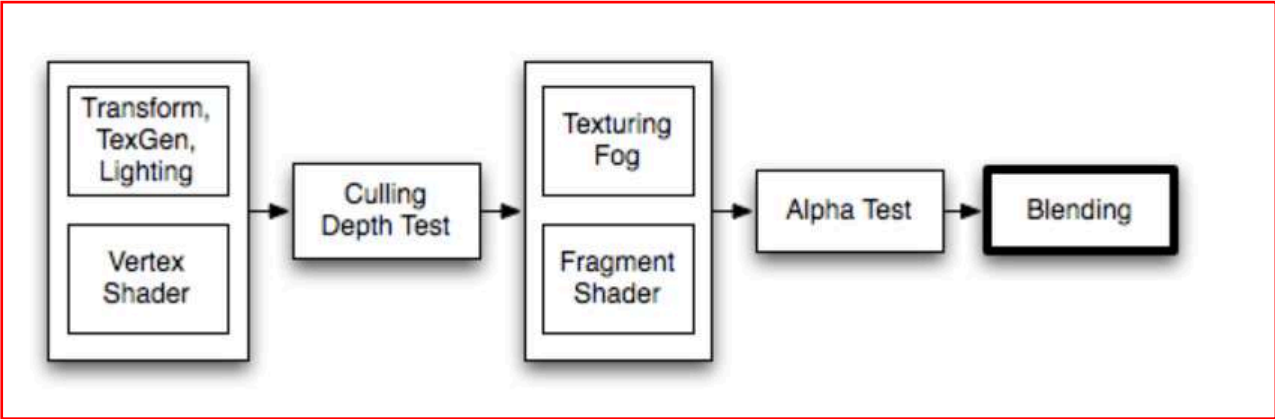 Transform,
TexGen,
Lighting
Vertex
Shader
Culling
Depth Test
Texturing
Fog
Fragment
Shader
Alpha Test
Blending